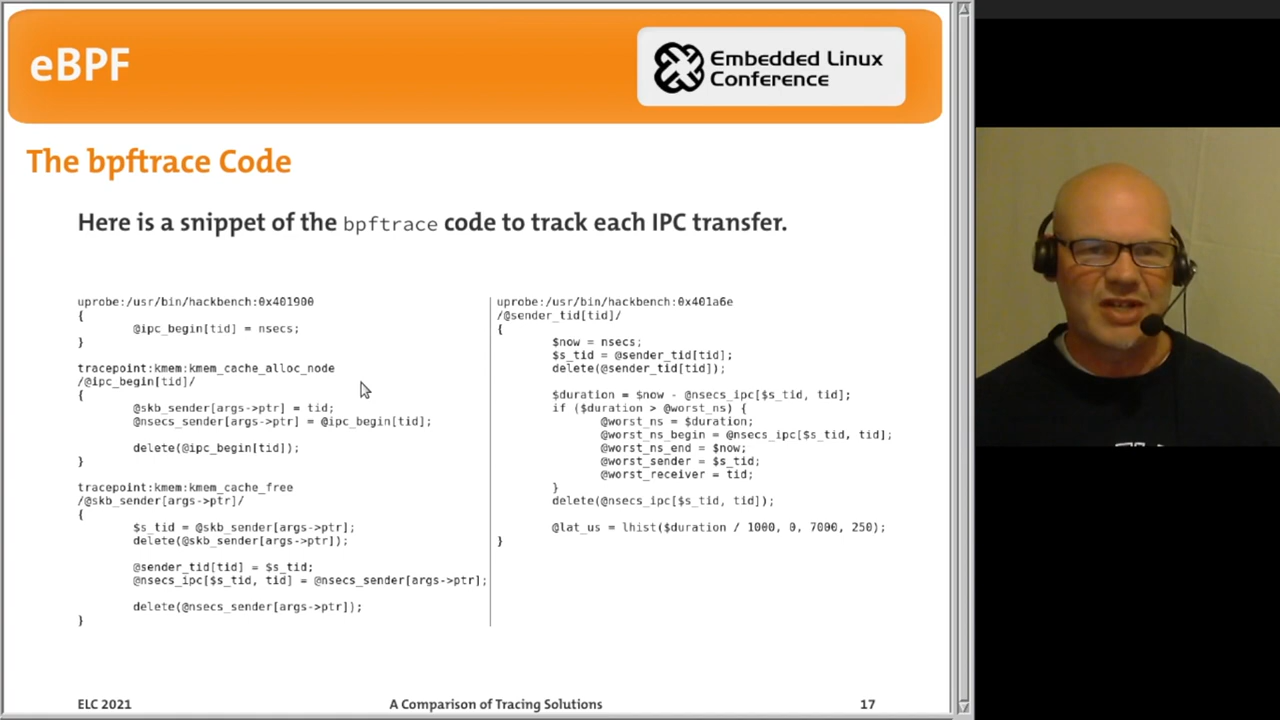 eBPF
Embedded Linux
Conference
The bpftrace Code
Here is a snippet of the bpftrace code to track each IPC transfer.
uprobe:/usr/bin/hackbench:0x401900
{
@ipc_begin[tid] = nsecs;
}
tracepoint:kmem:kmem_cache_alloc_node
/@ipc_begin[tid]/
{
@skb_sender[args->ptr] = tid;
@nsecs_sender[args->ptr] = @ipc_begin[tid];
delete(@ipc_begin[tid]);
}
tracepoint:kmem:kmem_cache_free
/@skb_sender[args->ptr]/
{
$s_tid = @skb_sender[args->ptr];
delete(@skb_sender[args->ptr]);
@sender_tid[tid] = $s_tid;
@nsecs_ipc[$s_tid, tid] = @nsecs_sender[args->ptr];
delete(@nsecs_sender[args->ptr]);
}
uprobe:/usr/bin/hackbench:0x401a6e
/@sender_tid[tid]/
{
$now = nsecs;
$s_tid = @sender_tid[tid];
delete(@sender_tid[tid]);
$duration = $now - @nsecs_ipc[$s_tid, tid];
if ($duration > @worst_ns) {
@worst_ns = $duration;
@worst_ns_begin = @nsecs_ipc[$s_tid, tid];
@worst_ns_end = $now;
@worst_sender = $s_tid;
@worst_receiver = tid;
}
delete(@nsecs_ipc[$s_tid, tid]);
@lat_us = lhist($duration / 1000, 0, 7000, 250);
}
ELC 2021
A Comparison of Tracing Solutions
17